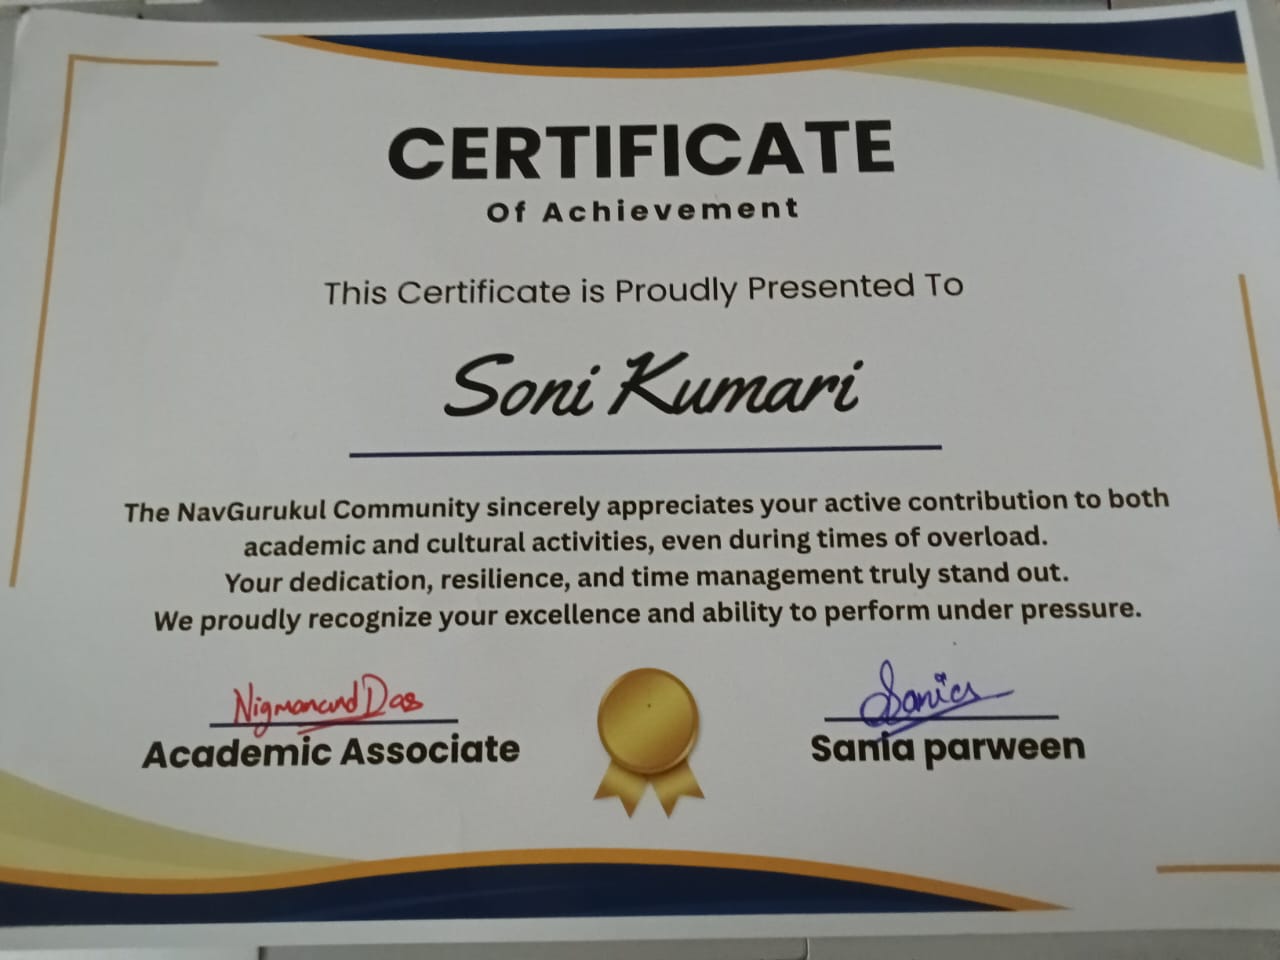 CERTIFICATE
Of Achievement
This Certificate is Proudly Presented To
Soni Kumari
The NavGurukul Community sincerely appreciates your active contribution to both
academic and cultural activities, even during times of overload.
Your dedication, resilience, and time management truly stand out.
We proudly recognize your excellence and ability to perform under pressure.
Nigmanand Das
Academic Associate
Sania
Sania parween